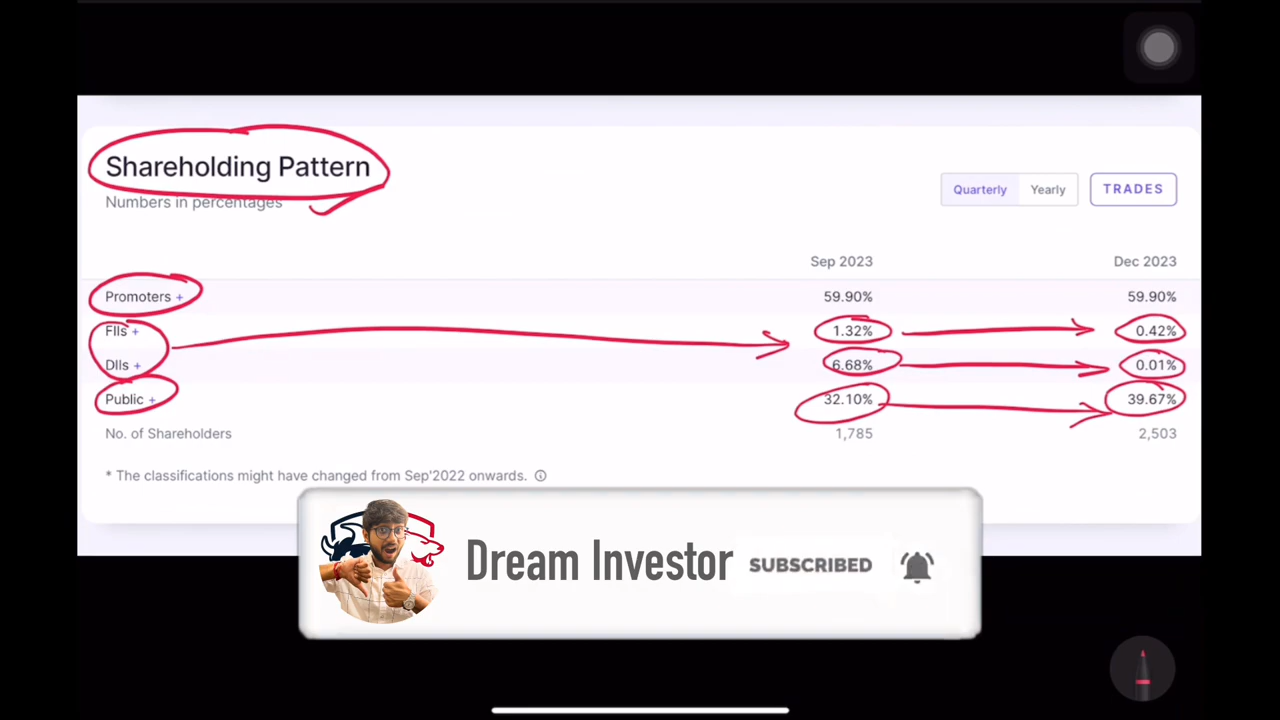 Shareholding Pattern
Numbers in percentages
Quarterly Yearly TRADES
Sep 2023 Dec 2023
Promoters + 59.90% 59.90%
FIIs + 1.32% 0.42%
DIIs + 6.68% 0.01%
Public + 32.10% 39.67%
No. of Shareholders 1,785 2,503
* The classifications might have changed from Sep'2022 onwards.
Dream Investor SUBSCRIBED